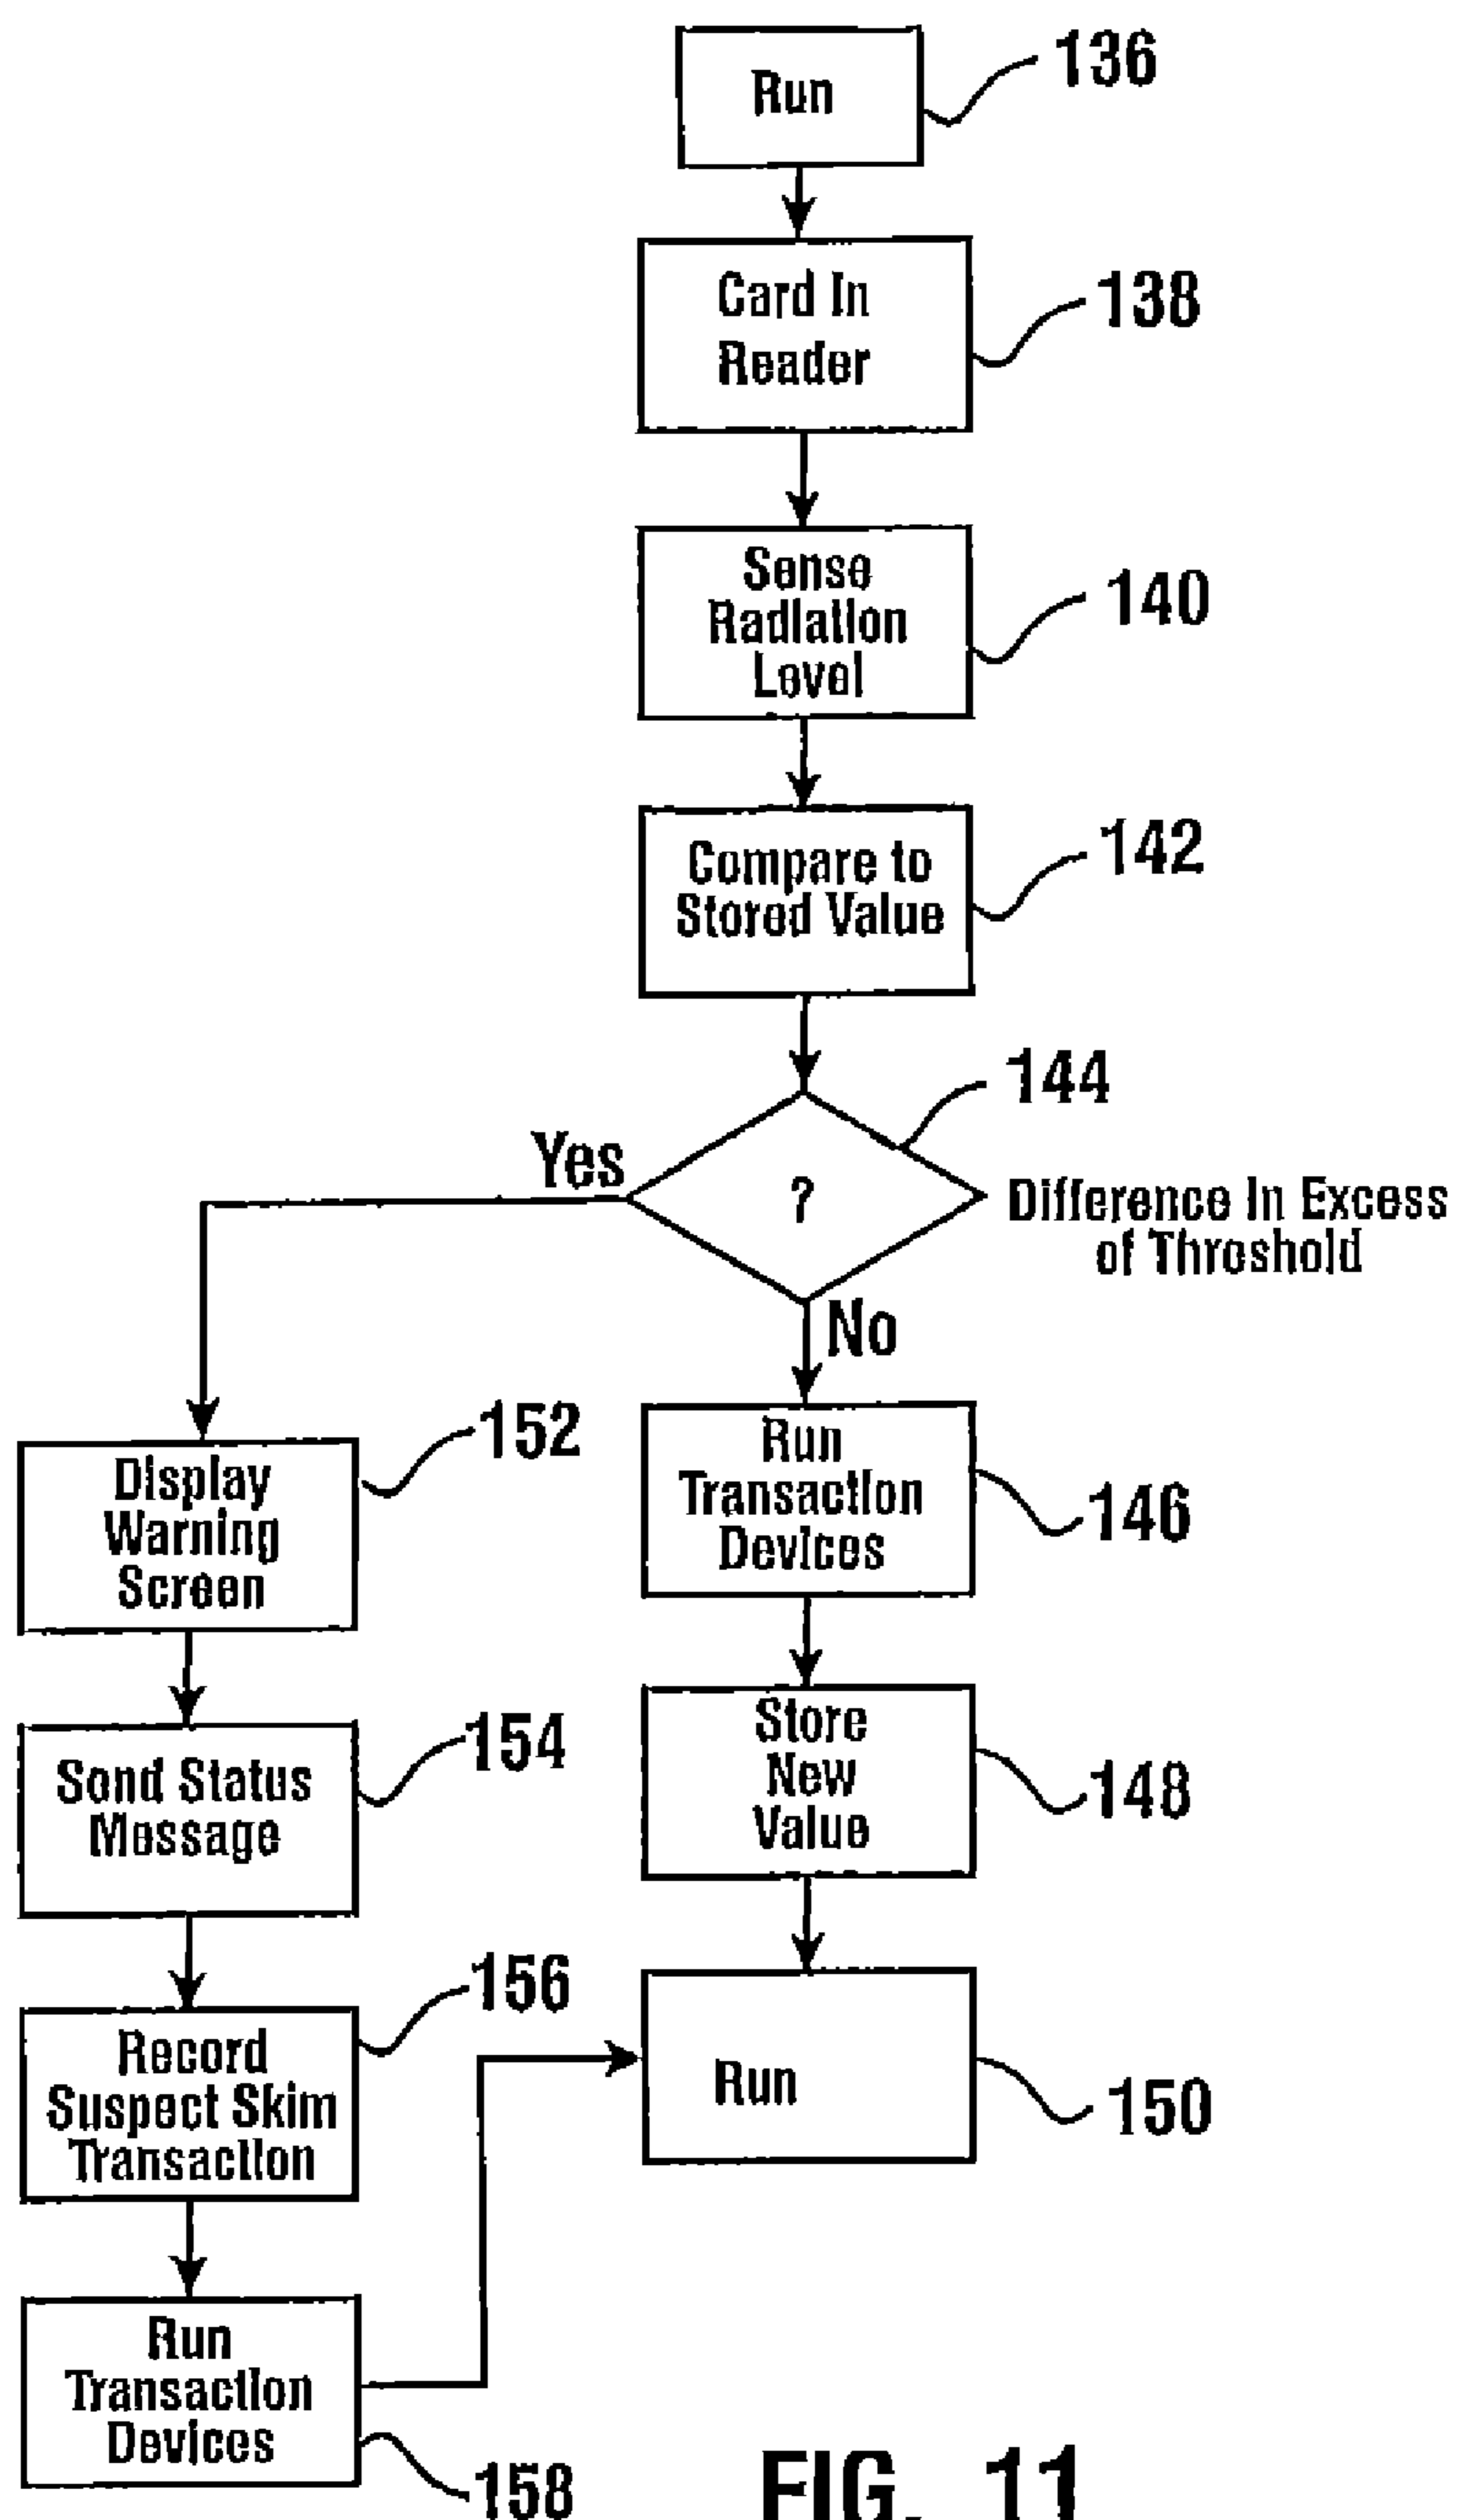 Run
136
Card In
Reader
138
Sense
Radiation
Level
140
Compare to
Stored Value
142
144
Yes
?
Difference In Excess
of Threshold
No
Display
Warning
Screen
152
Run
Transaction
Devices
146
Send Status
Message
154
Store
New
Value
148
Record
Suspect Skim
Transaction
156
Run
150
Run
Transaction
Devices
158
FIG. 11